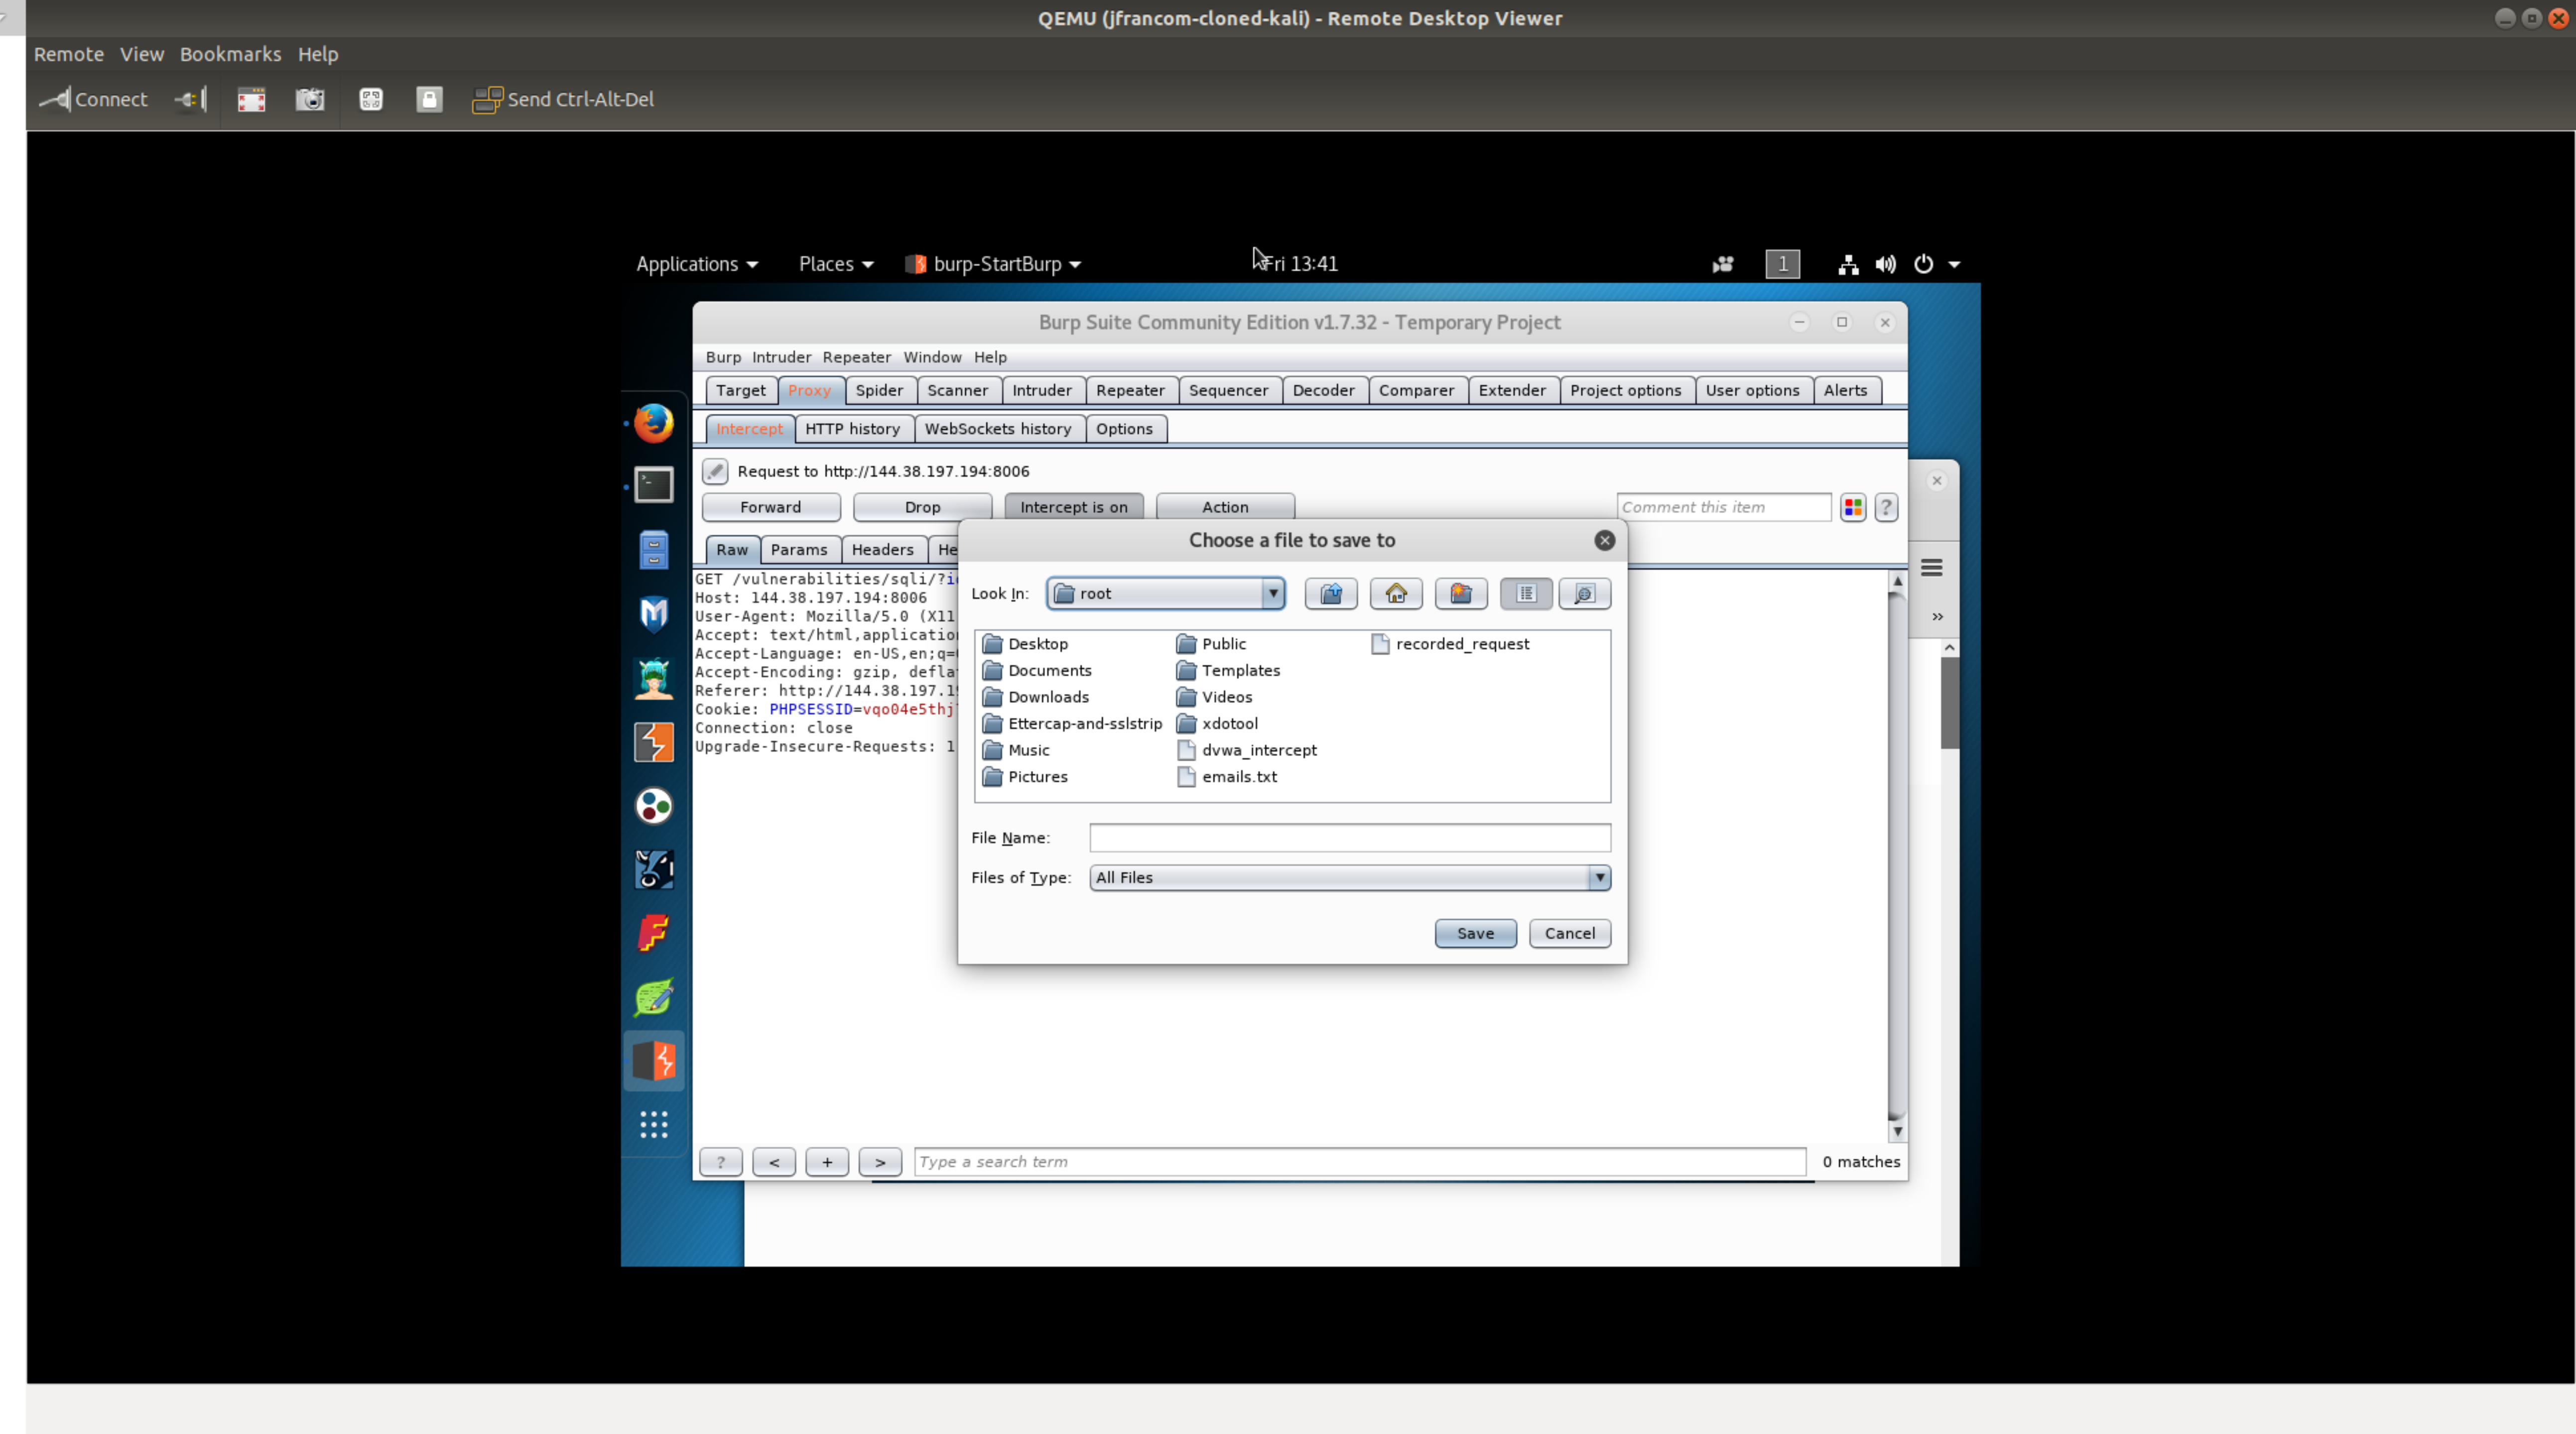 QEMU (jfrancom-cloned-kali) - Remote Desktop Viewer
Remote View Bookmarks Help
Connect Send Ctrl-Alt-Del
Applications Places burp-StartBurp Fri 13:41 1
Burp Suite Community Edition v1.7.32 - Temporary Project
Burp Intruder Repeater Window Help
Target Proxy Spider Scanner Intruder Repeater Sequencer Decoder Comparer Extender Project options User options Alerts
Intercept HTTP history WebSockets history Options
Request to http://144.38.197.194:8006
Forward Drop Intercept is on Action Comment this item ?
Raw Params Headers He
GET /vulnerabilities/sqli/?i
Host: 144.38.197.194:8006
User-Agent: Mozilla/5.0 (X11
Accept: text/html,application
Accept-Language: en-US,en;q=
Accept-Encoding: gzip, defla
Referer: http://144.38.197.19
Cookie: PHPSESSID=vqo04e5thj
Connection: close
Upgrade-Insecure-Requests: 1
Choose a file to save to
Look In: root
Desktop Public recorded_request
Documents Templates
Downloads Videos
Ettercap-and-sslstrip xdotool
Music dvwa_intercept
Pictures emails.txt
File Name:
Files of Type: All Files
Save Cancel
? < + > Type a search term 0 matches